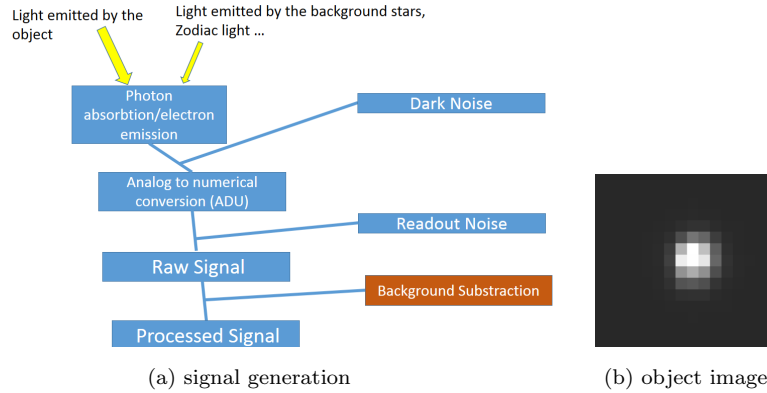 Light emitted by the
object
Light emitted by the background stars,
Zodiac light ...
Photon
absorbtion/electron
emission
Dark Noise
Analog to numerical
conversion (ADU)
Readout Noise
Raw Signal
Background Substraction
Processed Signal
(a) signal generation
(b) object image